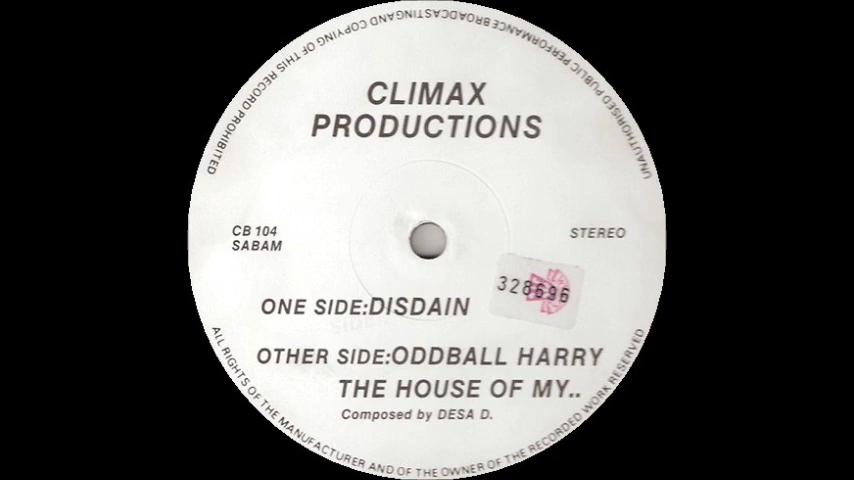 UNAUTHORISED PUBLIC PERFORMANCE BROADCASTING AND COPYING OF THIS RECORD PROHIBITED
CLIMAX
PRODUCTIONS
CB 104
SABAM
STEREO
328696
ONE SIDE:DISDAIN
OTHER SIDE:ODDBALL HARRY
THE HOUSE OF MY..
Composed by DESA D.
ALL RIGHTS OF THE MANUFACTURER AND OF THE OWNER OF THE RECORDED WORK RESERVED